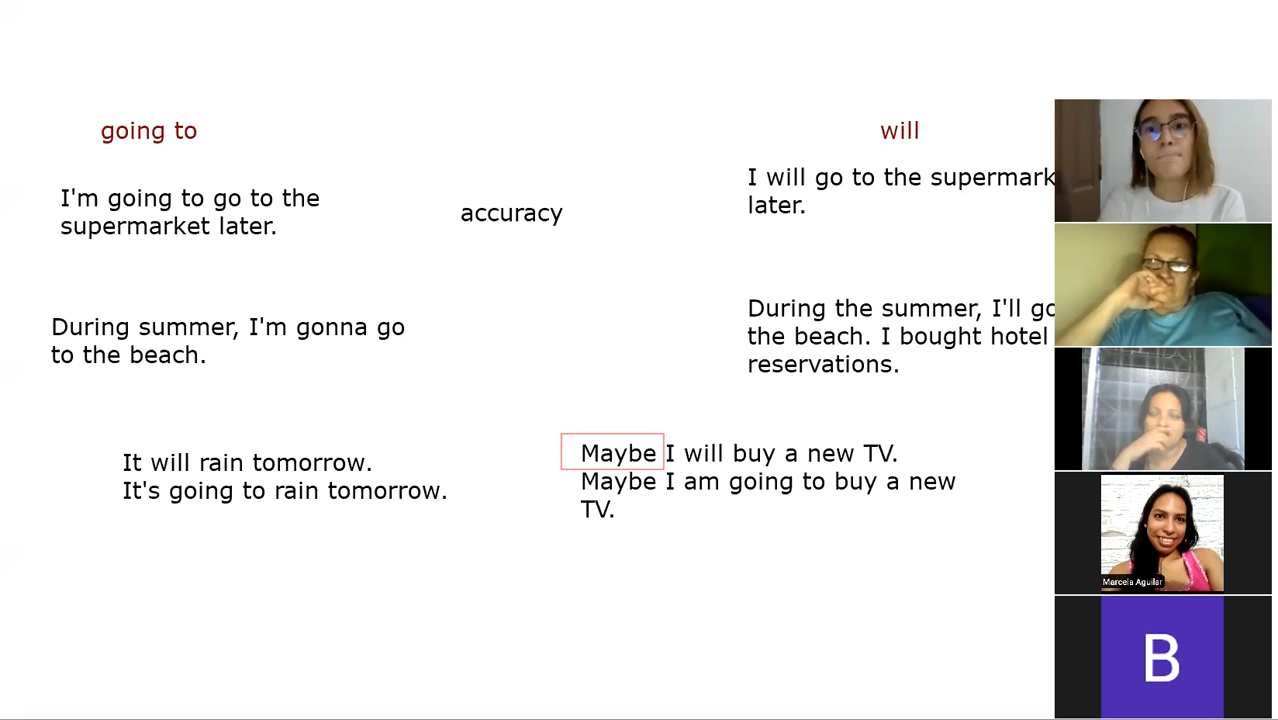 going to
will
I'm going to go to the
supermarket later.
accuracy
I will go to the supermark
later.
During summer, I'm gonna go
to the beach.
During the summer, I'll go
the beach. I bought hotel
reservations.
It will rain tomorrow.
It's going to rain tomorrow.
Maybe I will buy a new TV.
Maybe I am going to buy a new
TV.
Marcela Aguilar
B